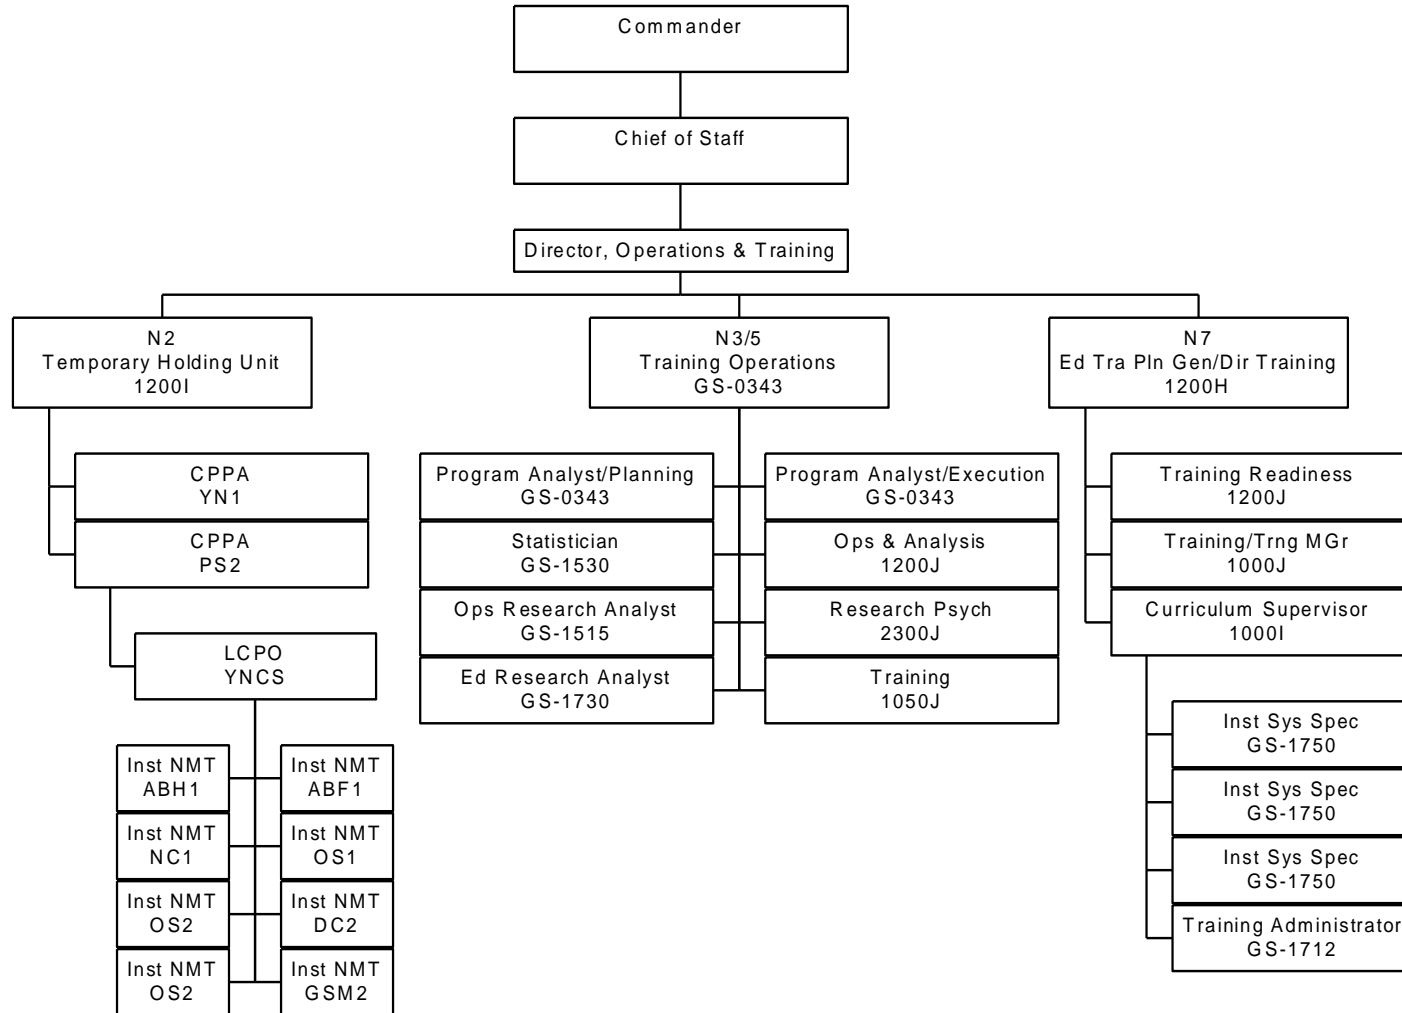 Commander
Chief of Staff
Director, Operations & Training
N2
Temporary Holding Unit
1200I
N3/5
Training Operations
GS-0343
N7
Ed Tra Pln Gen/Dir Training
1200H
CPPA
YN1
CPPA
PS2
LCPO
YNCS
Inst NMT
ABH1
Inst NMT
ABF1
Inst NMT
NC1
Inst NMT
OS1
Inst NMT
OS2
Inst NMT
DC2
Inst NMT
OS2
Inst NMT
GSM2
Program Analyst/Planning
GS-0343
Program Analyst/Execution
GS-0343
Statistician
GS-1530
Ops & Analysis
1200J
Ops Research Analyst
GS-1515
Research Psych
2300J
Ed Research Analyst
GS-1730
Training
1050J
Training Readiness
1200J
Training/Trng MGr
1000J
Curriculum Supervisor
1000I
Inst Sys Spec
GS-1750
Inst Sys Spec
GS-1750
Inst Sys Spec
GS-1750
Training Administrator
GS-1712